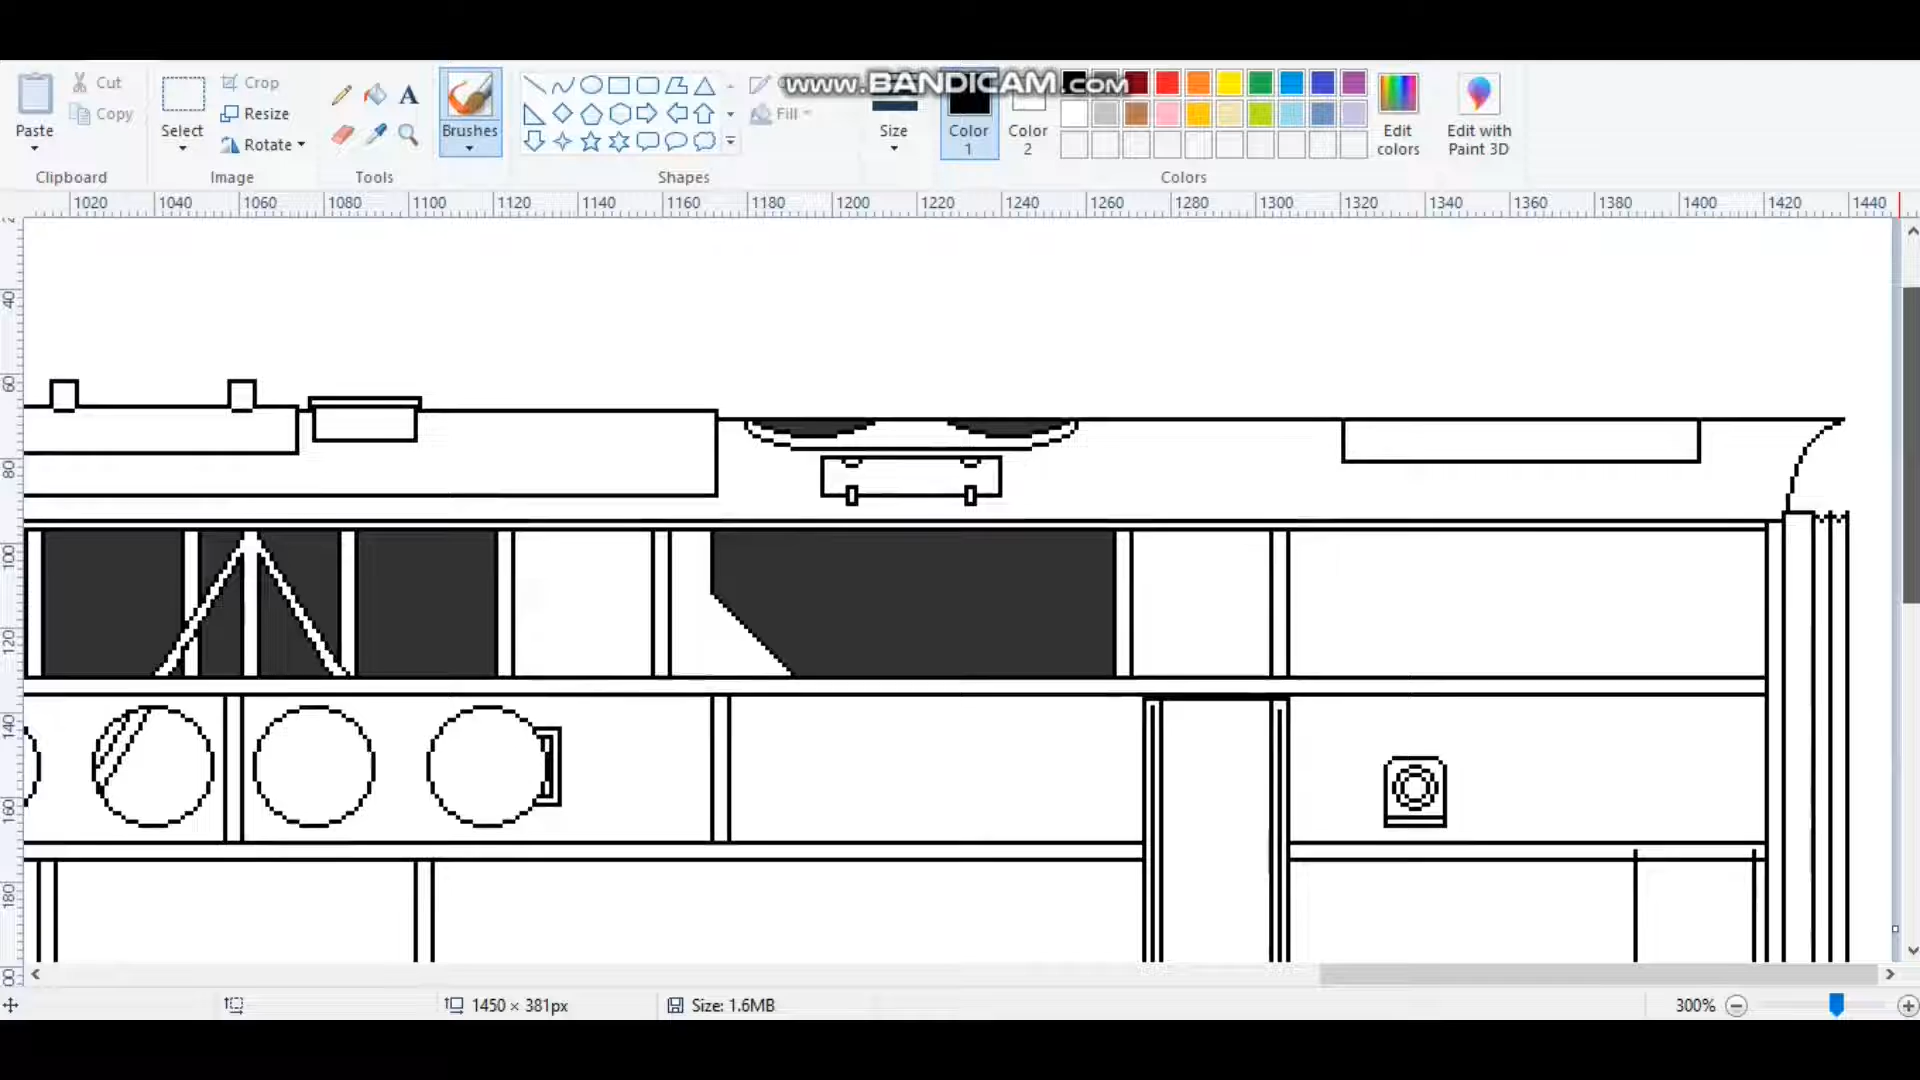 Cut
Copy
Paste
Clipboard
Crop
Resize
Rotate
Select
Image
A
Tools
Brushes
Shapes
Fill
www.BANDICAM.com
Size
Color
1
Color
2
Colors
Edit
colors
Edit with
Paint 3D
1020 1040 1060 1080 1100 1120 1140 1160 1180 1200 1220 1240 1260 1280 1300 1320 1340 1360 1380 1400 1420 1440
40
60
80
100
120
140
160
180
1450 × 381px
Size: 1.6MB
300%